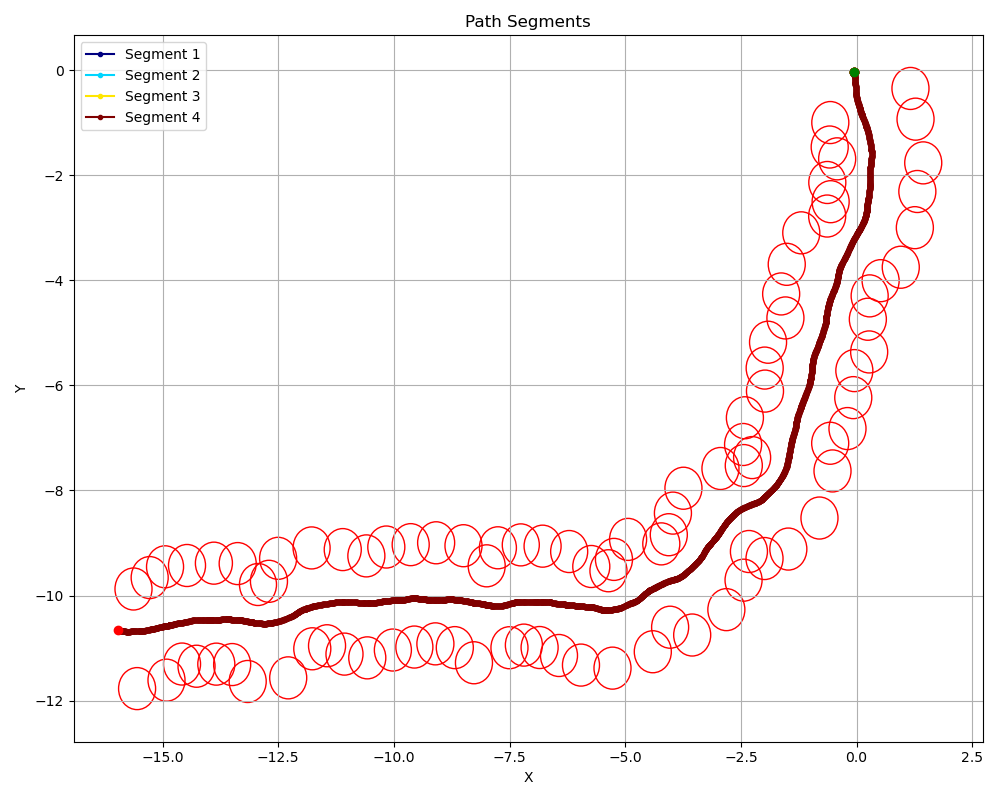 Path Segments
Segment 1
Segment 2
Segment 3
Segment 4
0
−2
−4
−6
−8
−10
−12
Y
−15.0 −12.5 −10.0 −7.5 −5.0 −2.5 0.0 2.5
X